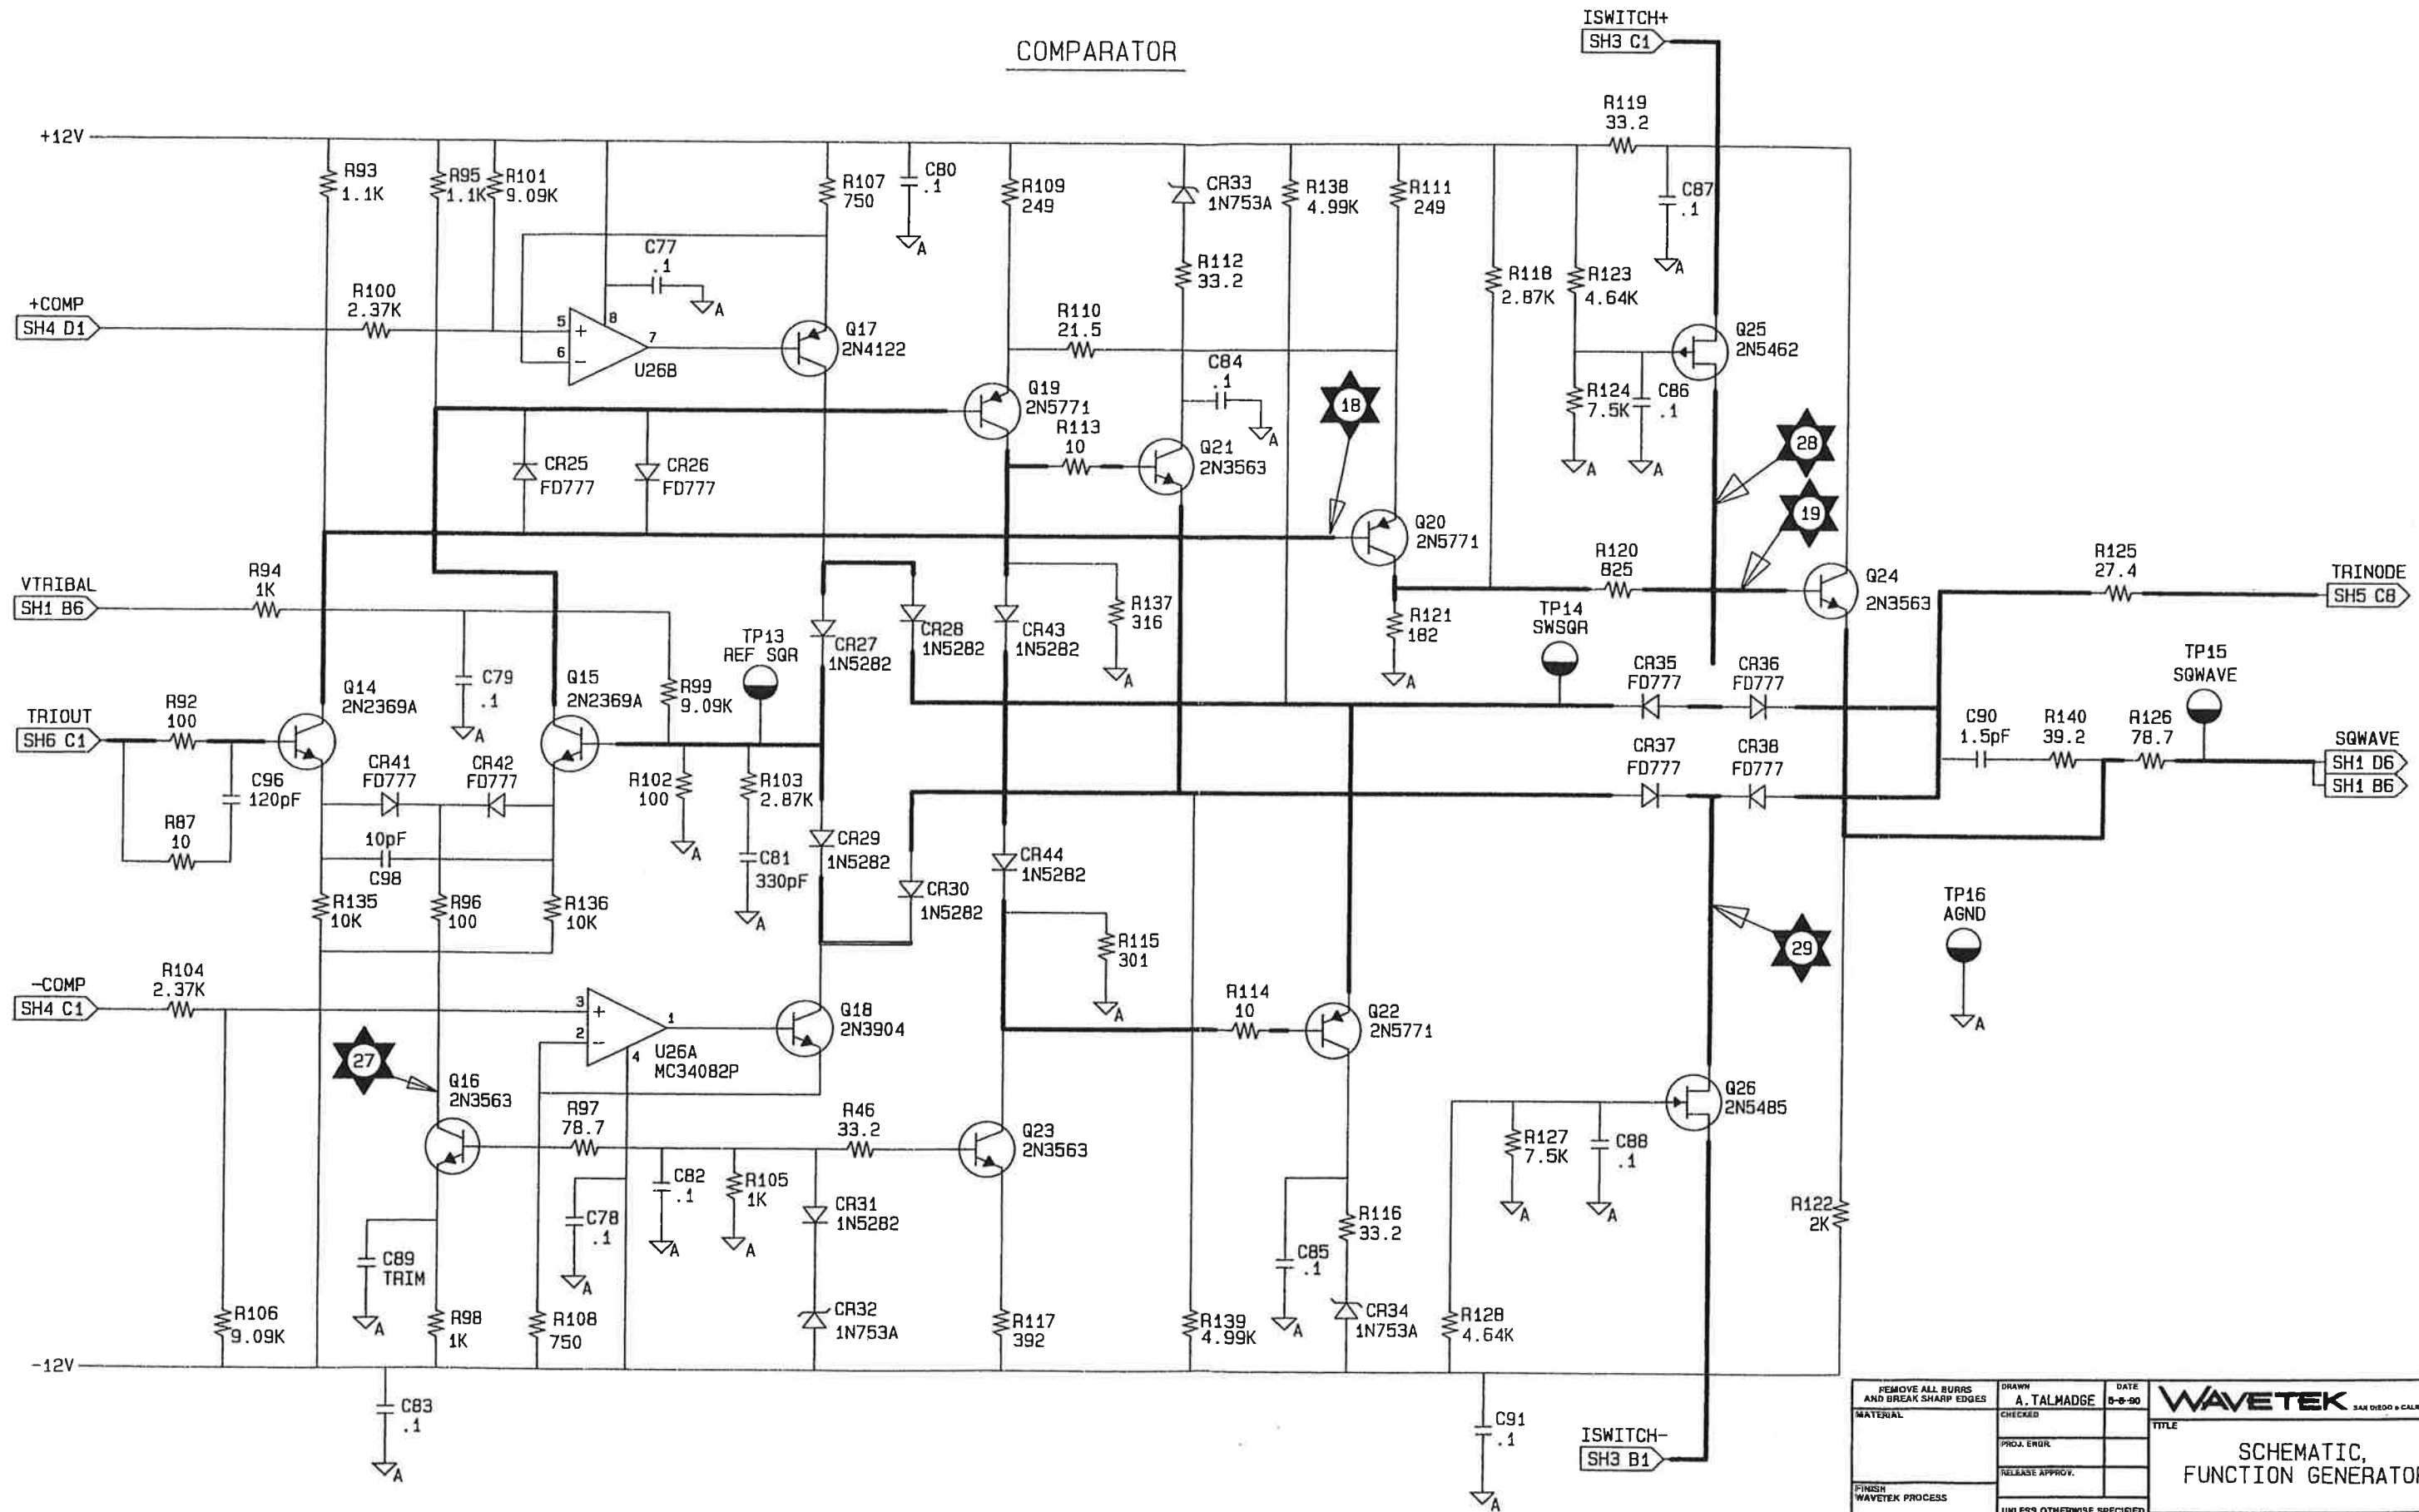 COMPARATOR
ISWITCH+
SH3 C1
+12V
R93
1.1K
R95
1.1K
R101
9.09K
R107
750
C80
.1
A
R109
249
CR33
1N753A
R138
4.99K
R111
249
R119
33.2
C87
.1
A
C77
.1
A
R112
33.2
R118
2.87K
R123
4.64K
+COMP
SH4 D1
R100
2.37K
5
6
+
-
8
7
U26B
Q17
2N4122
R110
21.5
C84
.1
A
Q25
2N5462
Q19
2N5771
R113
10
Q21
2N3563
18
R124
7.5K
A
C86
.1
A
28
19
CR25
FD777
CR26
FD777
Q20
2N5771
VTRIBAL
SH1 B6
R94
1K
C79
.1
A
R99
9.09K
TP13
REF SQR
CR27
1N5282
CR28
1N5282
CR43
1N5282
R137
316
A
R121
182
A
R120
825
TP14
SWSQR
Q24
2N3563
R125
27.4
TRINODE
SH5 C8
TRIOUT
SH6 C1
R92
100
Q14
2N2369A
Q15
2N2369A
CR35
FD777
CR36
FD777
CR37
FD777
CR38
FD777
C90
1.5pF
R140
39.2
R126
78.7
TP15
SQWAVE
SQWAVE
SH1 D6
SH1 B6
C96
120pF
R87
10
CR41
FD777
CR42
FD777
10pF
C98
R102
100
A
R103
2.87K
C81
330pF
A
CR29
1N5282
CR30
1N5282
CR44
1N5282
R135
10K
R96
100
R136
10K
R115
301
A
29
TP16
AGND
A
-COMP
SH4 C1
R104
2.37K
3
2
+
-
1
4
U26A
MC34082P
Q18
2N3904
R114
10
Q22
2N5771
27
Q16
2N3563
R97
78.7
R46
33.2
Q23
2N3563
Q26
2N5485
C82
.1
A
R105
1K
A
C78
.1
A
CR31
1N5282
R127
7.5K
A
C88
.1
A
R122
2K
C89
TRIM
A
C85
.1
A
R116
33.2
R106
9.09K
R98
1K
R108
750
CR32
1N753A
R117
392
R139
4.99K
CR34
1N753A
R128
4.64K
-12V
C83
.1
A
C91
.1
A
ISWITCH-
SH3 B1
REMOVE ALL BURRS
AND BREAK SHARP EDGES
MATERIAL
FINISH
WAVETEK PROCESS
DRAWN
A. TALMADGE
DATE
CHECKED
PROJ. ENGR.
RELEASE APPROV.
UNLESS OTHERWISE SPECIFIED
WAVETEK
SAN DIEGO
TITLE
SCHEMATIC,
FUNCTION GENERATOR